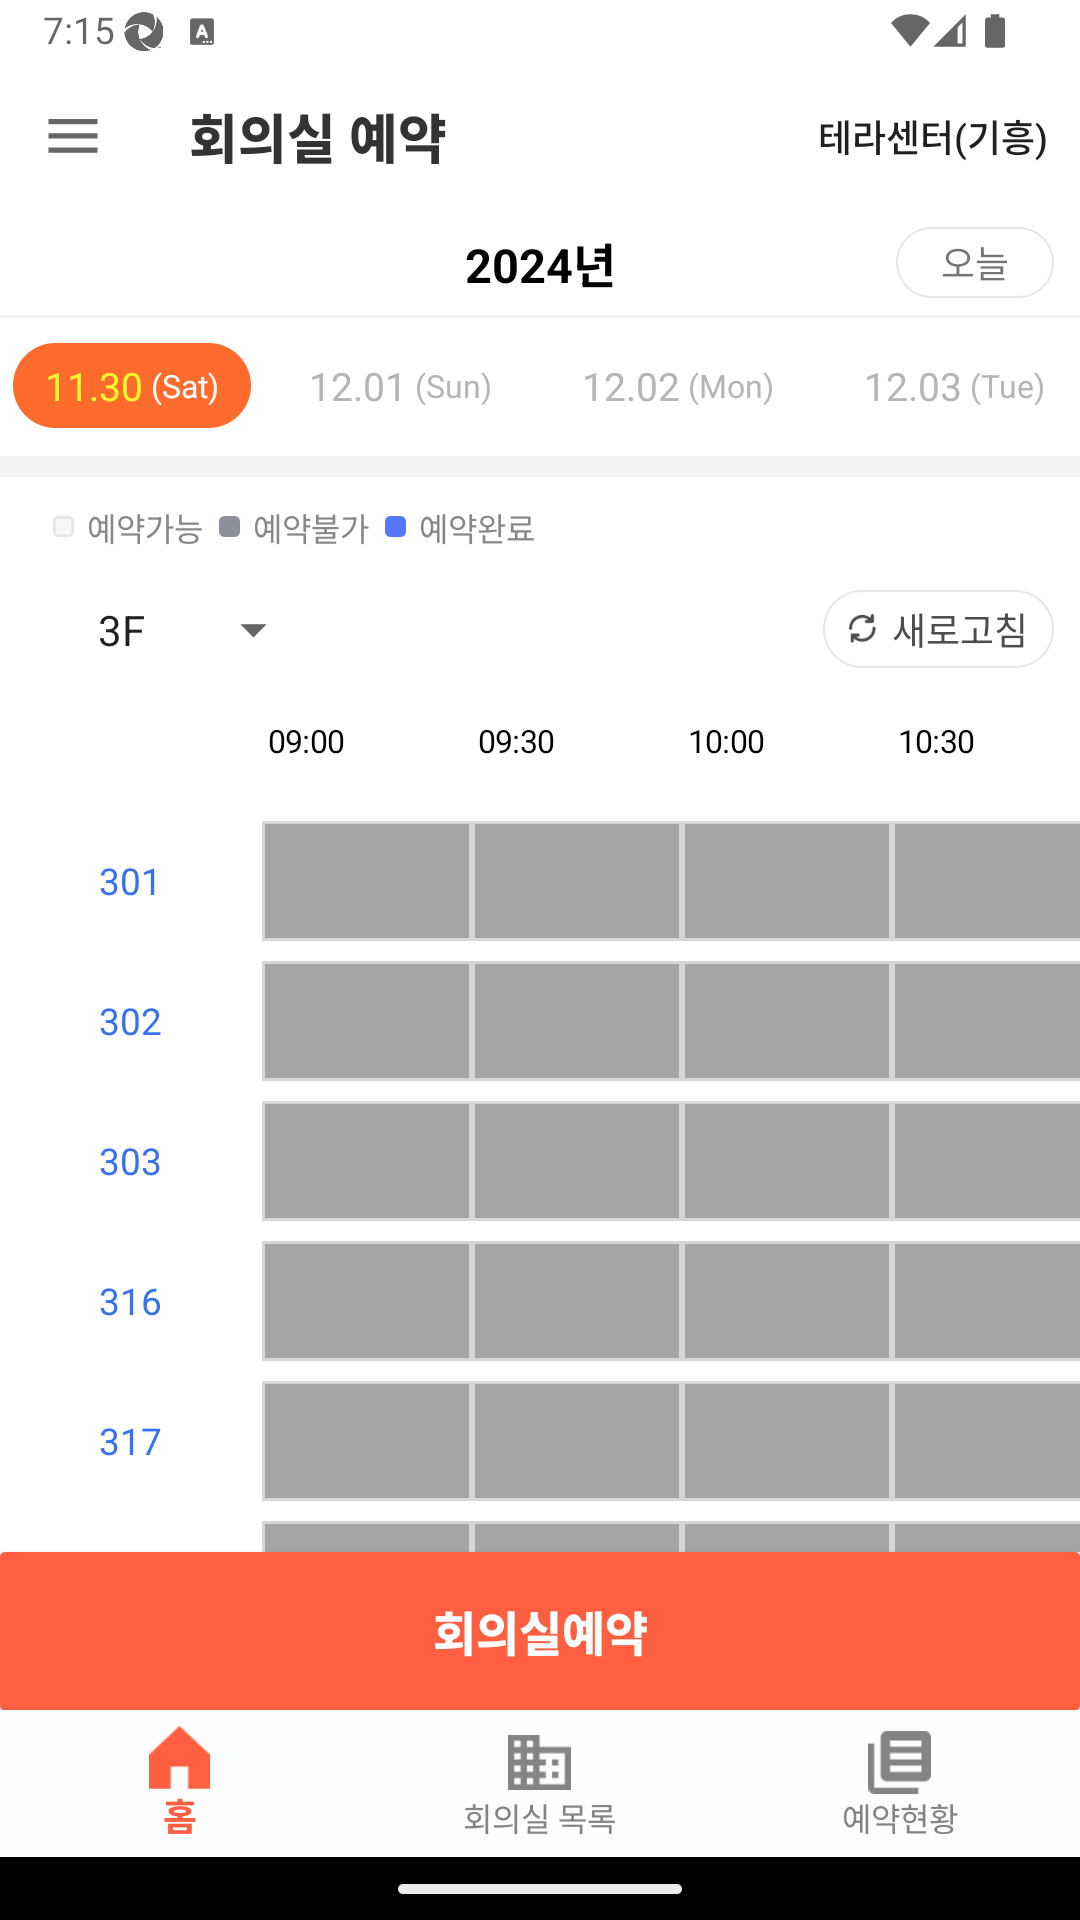 7:15
회의실 예약
테라센터(기흥)
2024년
오늘
11.30 (Sat)
12.01 (Sun)
12.02 (Mon)
12.03 (Tue)
예약가능
예약불가
예약완료
3F
새로고침
09:00
09:30
10:00
10:30
301
302
303
316
317
회의실예약
홈
회의실 목록
예약현황